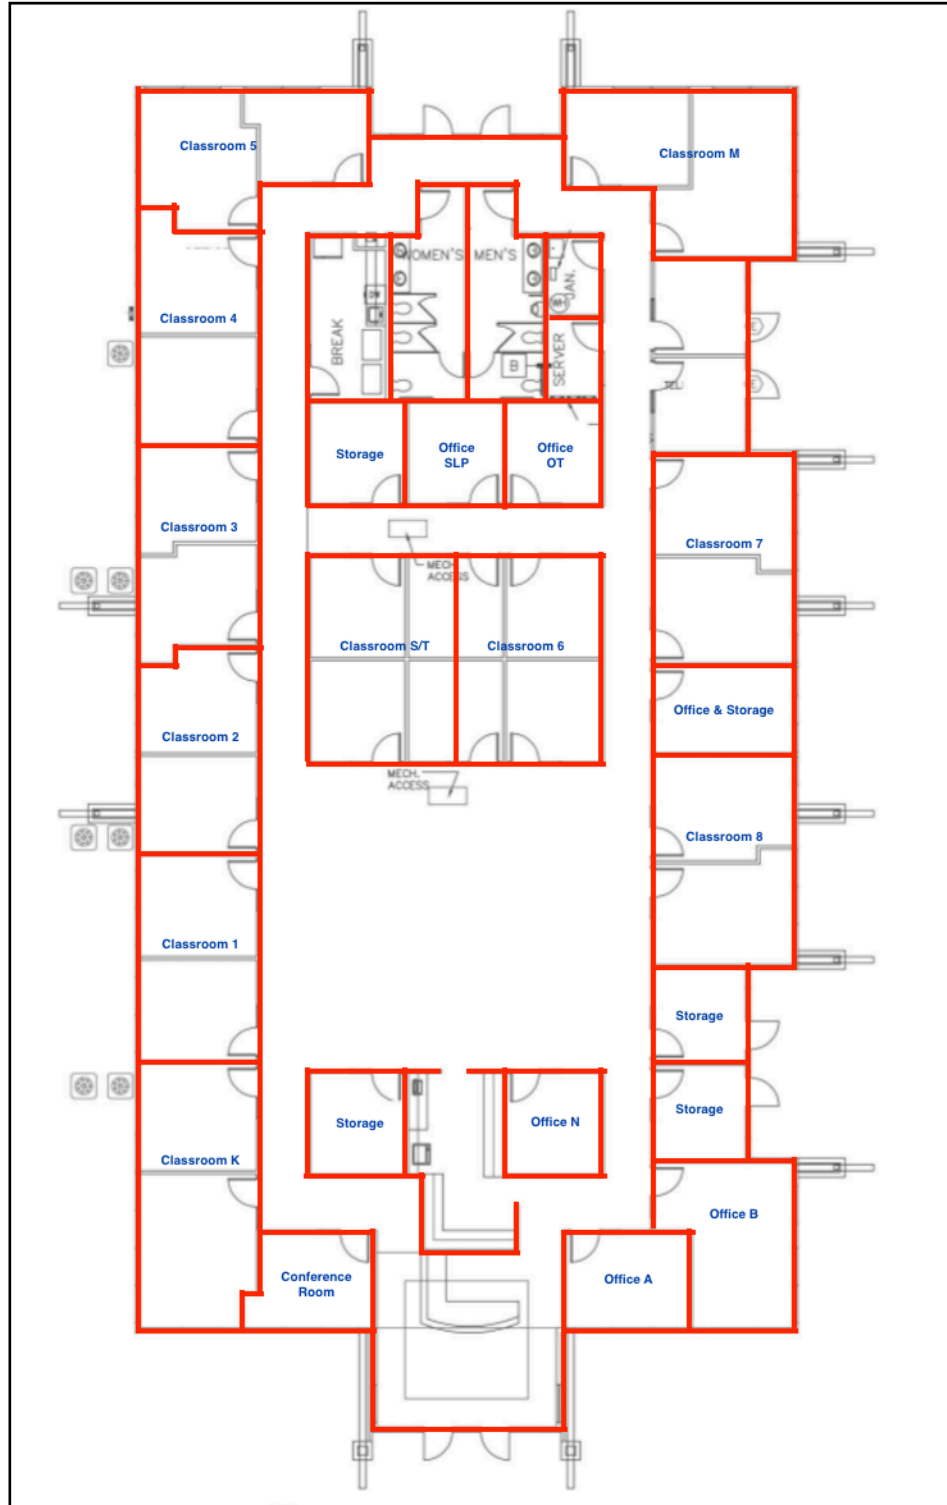 Classroom 5
Classroom M
WOMEN'S
MEN'S
JAN.
BREAK
SERVER
B
Classroom 4
TEL
Storage
Office
SLP
Office
OT
Classroom 3
Classroom 7
MECH.
ACCESS
Classroom S/T
Classroom 6
Office & Storage
Classroom 2
MECH.
ACCESS
Classroom 8
Classroom 1
Storage
Storage
Storage
Office N
Classroom K
Office B
Conference
Room
Office A